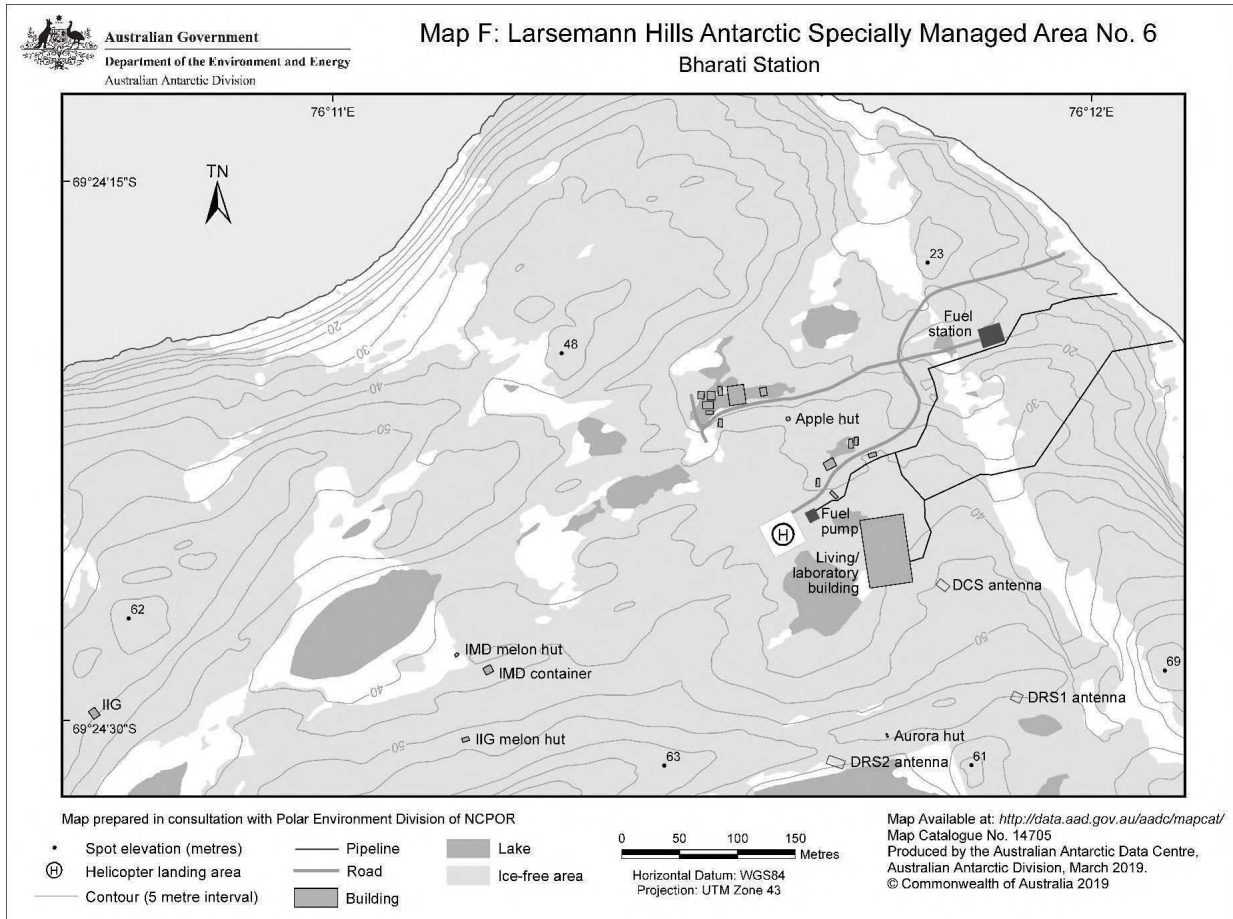 Australian Government
Department of the Environment and Energy
Australian Antarctic Division
Map F: Larsemann Hills Antarctic Specially Managed Area No. 6
Bharati Station
76°11'E
76°12'E
69°24'15"S
TN
23
Fuel
station
20
20
30
48
40
30
50
Apple hut
Fuel
pump
H
Living/
laboratory
building
40
DCS antenna
62
50
IMD melon hut
IMD container
69
40
DRS1 antenna
IIG
69°24'30"S
50
IIG melon hut
Aurora hut
63
DRS2 antenna
61
Map prepared in consultation with Polar Environment Division of NCPOR
Spot elevation (metres)
H Helicopter landing area
Contour (5 metre interval)
Pipeline
Road
Building
Lake
Ice-free area
0 50 100 150
Metres
Horizontal Datum: WGS84
Projection: UTM Zone 43
Map Available at: http://data.aad.gov.au/aadc/mapcat/
Map Catalogue No. 14705
Produced by the Australian Antarctic Data Centre,
Australian Antarctic Division, March 2019.
© Commonwealth of Australia 2019